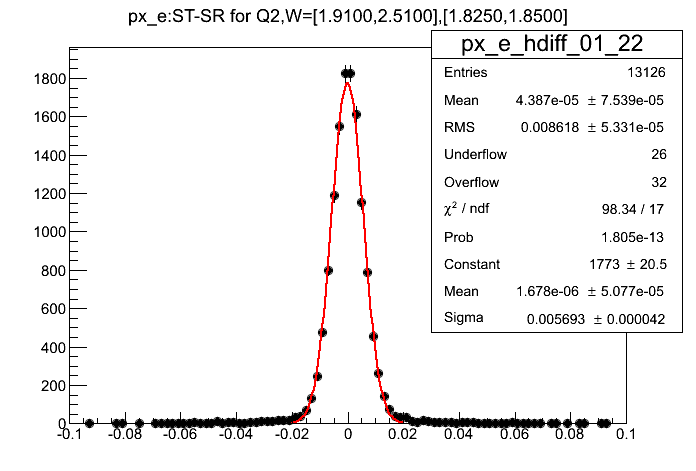 px_e:ST-SR for Q2,W=[1.9100,2.5100],[1.8250,1.8500]
px_e_hdiff_01_22
Entries 13126
Mean 4.387e-05 ± 7.539e-05
RMS 0.008618 ± 5.331e-05
Underflow 26
Overflow 32
χ² / ndf 98.34 / 17
Prob 1.805e-13
Constant 1773 ± 20.5
Mean 1.678e-06 ± 5.077e-05
Sigma 0.005693 ± 0.000042
1800
1600
1400
1200
1000
800
600
400
200
0
-0.1 -0.08 -0.06 -0.04 -0.02 0 0.02 0.04 0.06 0.08 0.1